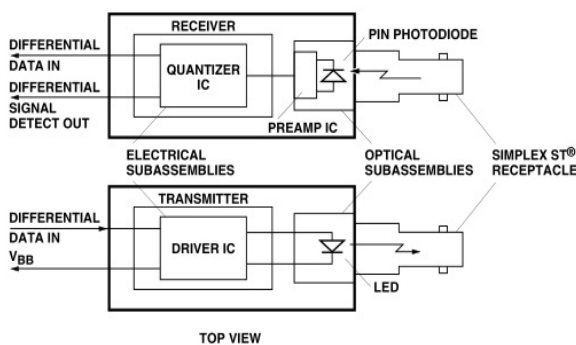 RECEIVER
DIFFERENTIAL
DATA IN
DIFFERENTIAL
SIGNAL
DETECT OUT
QUANTIZER
IC
PIN PHOTODIODE
PREAMP IC
ELECTRICAL
SUBASSEMBLIES
OPTICAL
SUBASSEMBLIES
SIMPLEX ST®
RECEPTACLE
TRANSMITTER
DIFFERENTIAL
DATA IN
VBB
DRIVER IC
LED
TOP VIEW